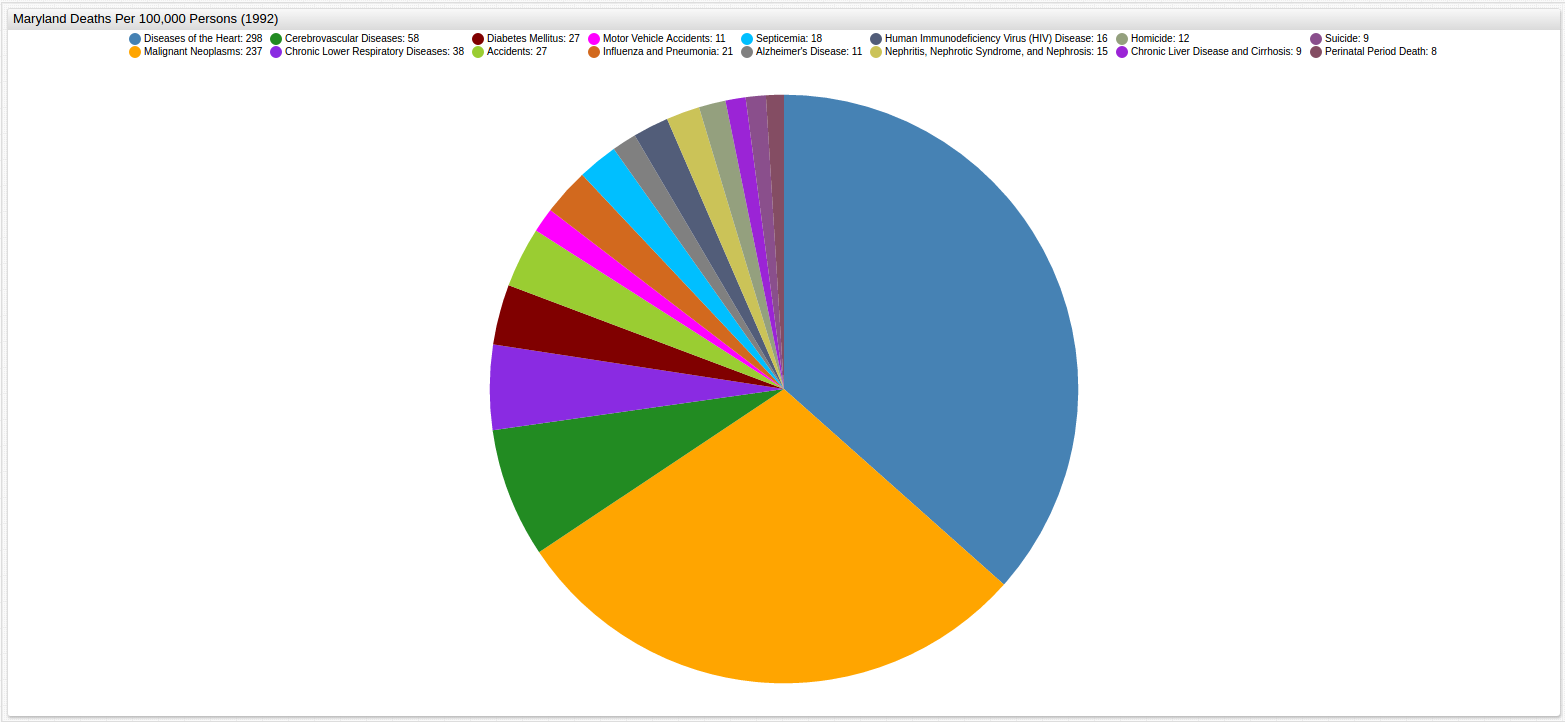 Maryland Deaths Per 100,000 Persons (1992)
Diseases of the Heart: 298 Cerebrovascular Diseases: 58 Diabetes Mellitus: 27 Motor Vehicle Accidents: 11 Septicemia: 18 Human Immunodeficiency Virus (HIV) Disease: 16 Homicide: 12 Suicide: 9
Malignant Neoplasms: 237 Chronic Lower Respiratory Diseases: 38 Accidents: 27 Influenza and Pneumonia: 21 Alzheimer's Disease: 11 Nephritis, Nephrotic Syndrome, and Nephrosis: 15 Chronic Liver Disease and Cirrhosis: 9 Perinatal Period Death: 8